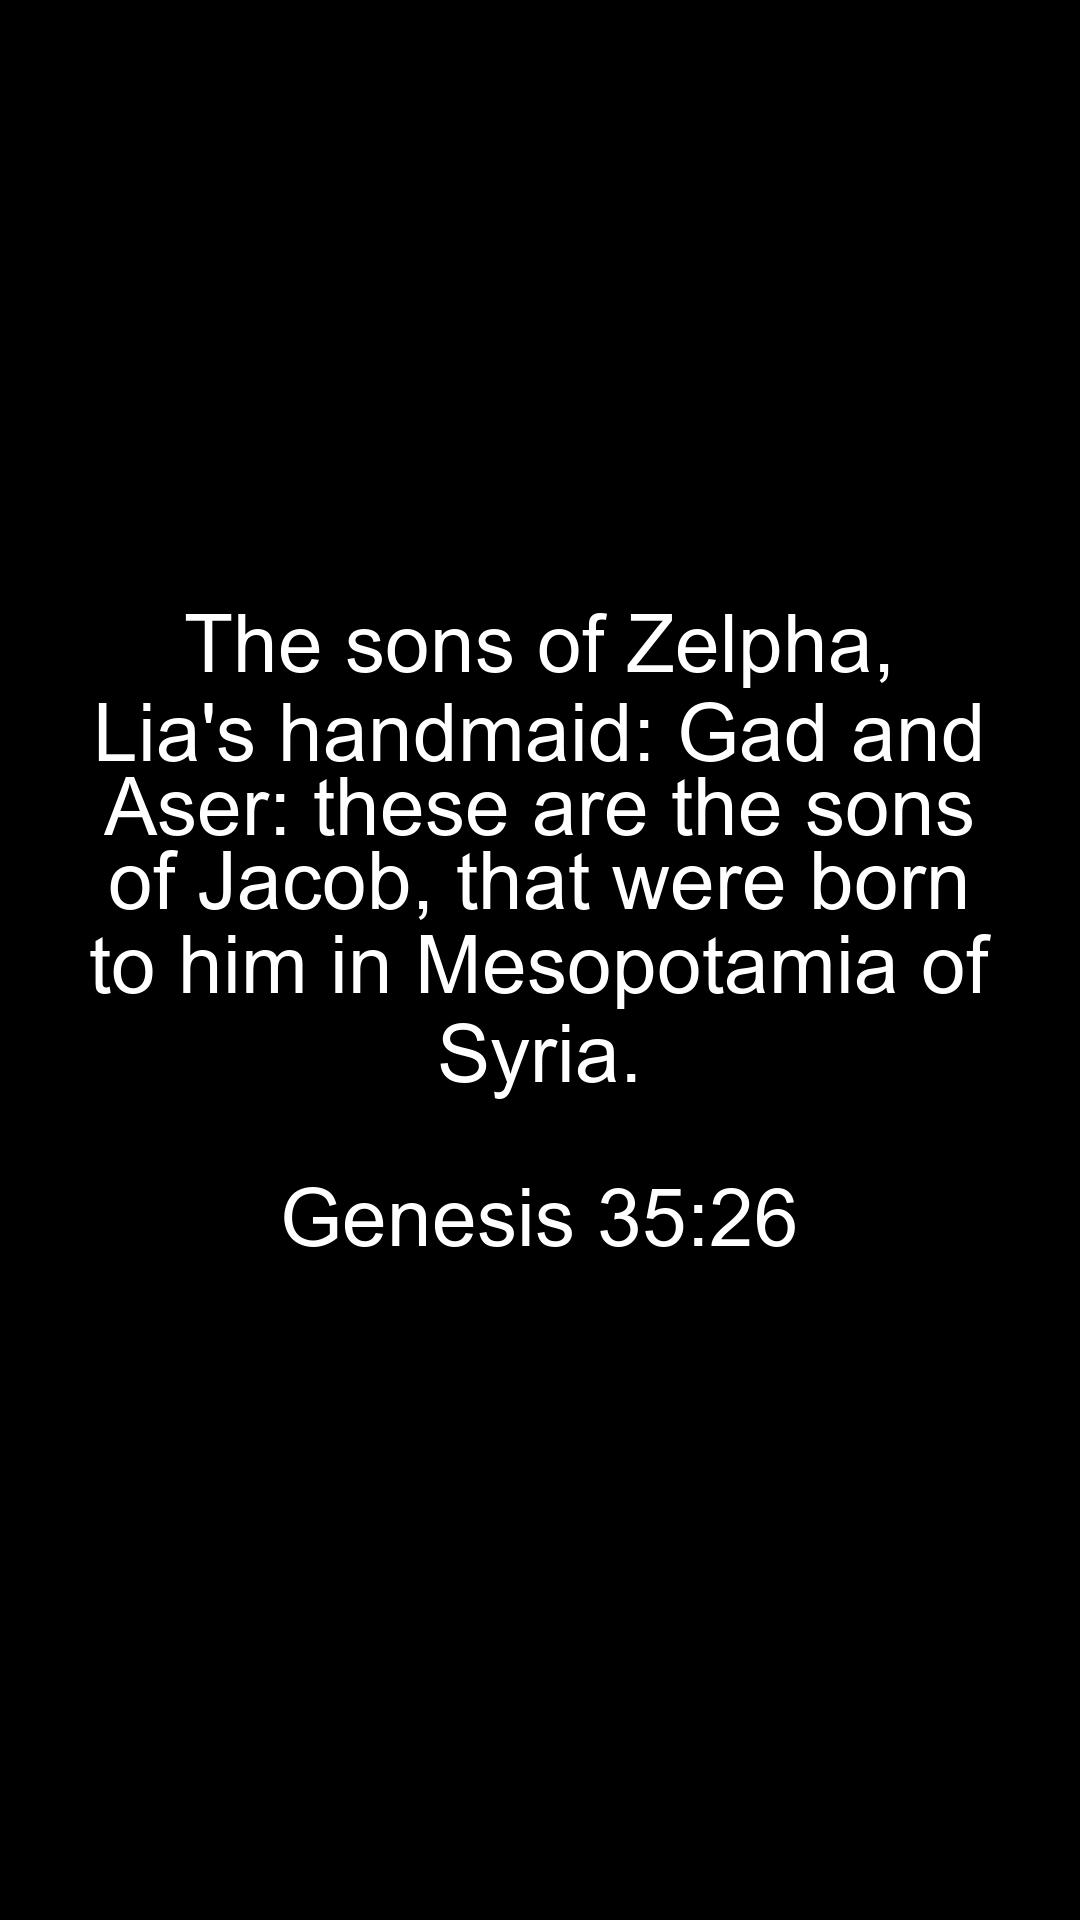 The sons of Zelpha,
Lia's handmaid: Gad and
Aser: these are the sons
of Jacob, that were born
to him in Mesopotamia of
Syria.
Genesis 35:26